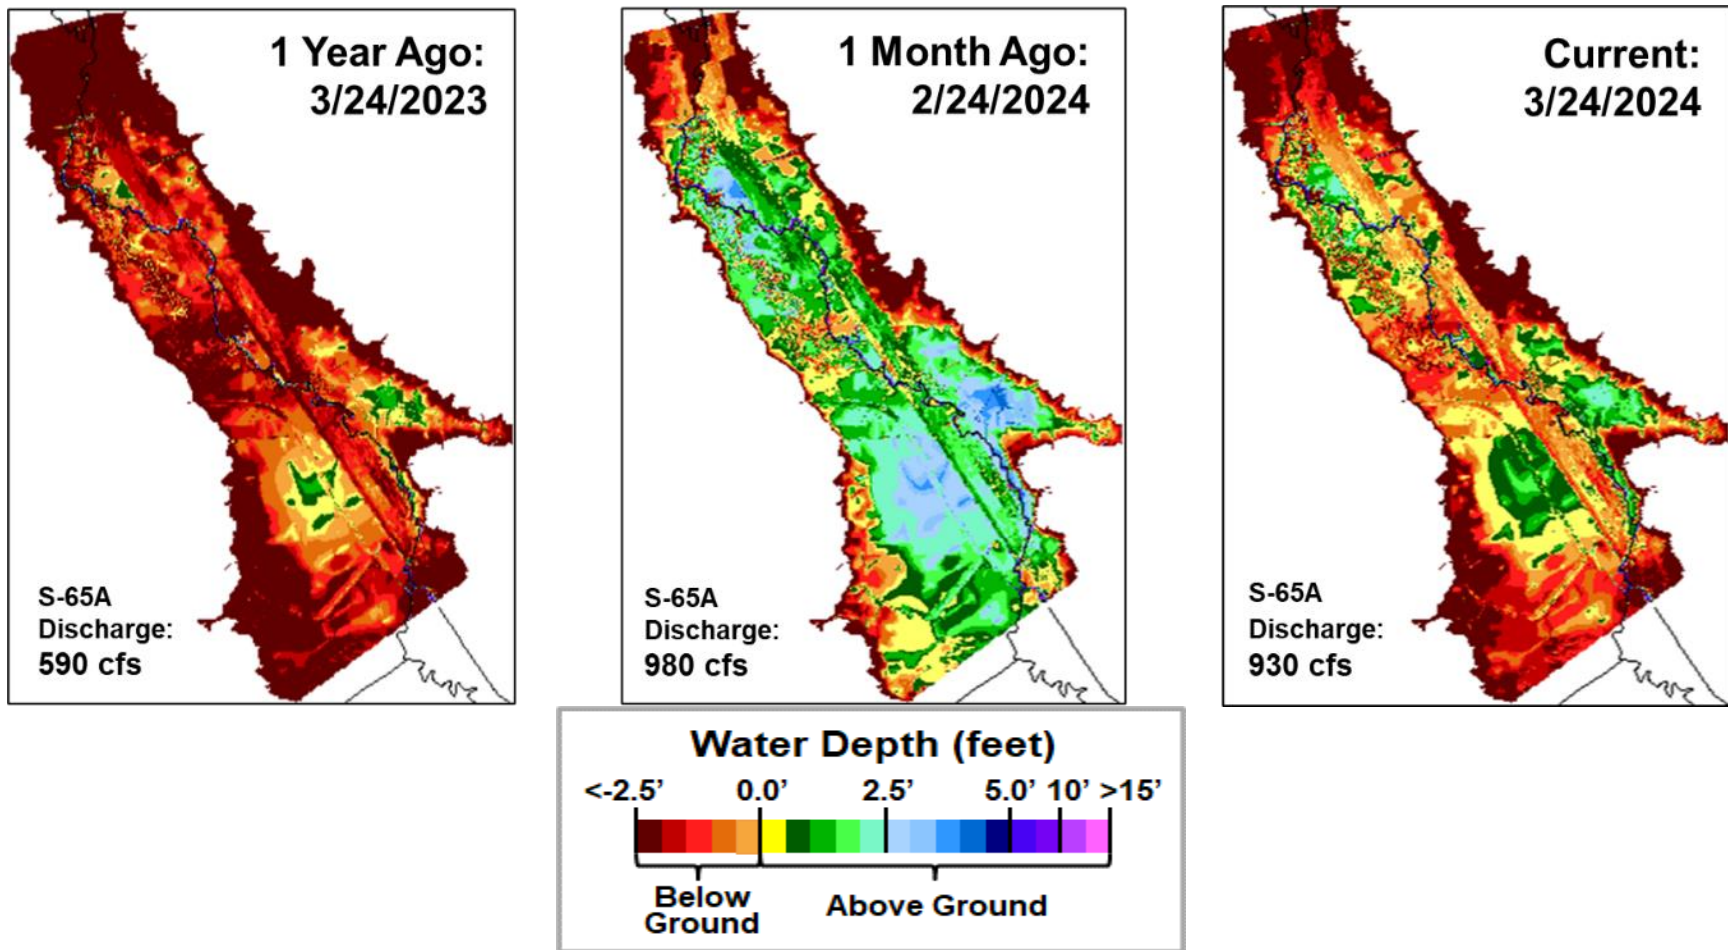 1 Year Ago:
3/24/2023
S-65A
Discharge:
590 cfs
1 Month Ago:
2/24/2024
S-65A
Discharge:
980 cfs
Current:
3/24/2024
S-65A
Discharge:
930 cfs
Water Depth (feet)
<-2.5’ 0.0’ 2.5’ 5.0’ 10’ >15’
Below
Ground
Above Ground